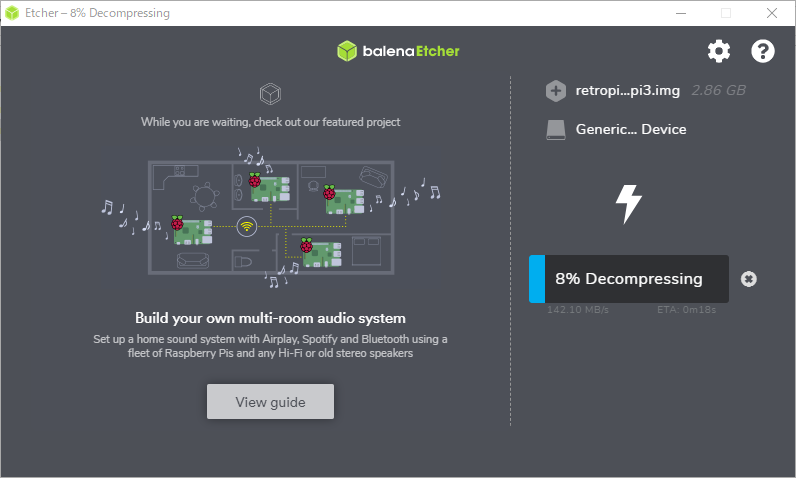 Etcher – 8% Decompressing
balenaEtcher
While you are waiting, check out our featured project
Build your own multi-room audio system
Set up a home sound system with Airplay, Spotify and Bluetooth using a
fleet of Raspberry Pis and any Hi-Fi or old stereo speakers
View guide
retropi...pi3.img 2.86 GB
Generic... Device
8% Decompressing
142.10 MB/s ETA: 0m18s